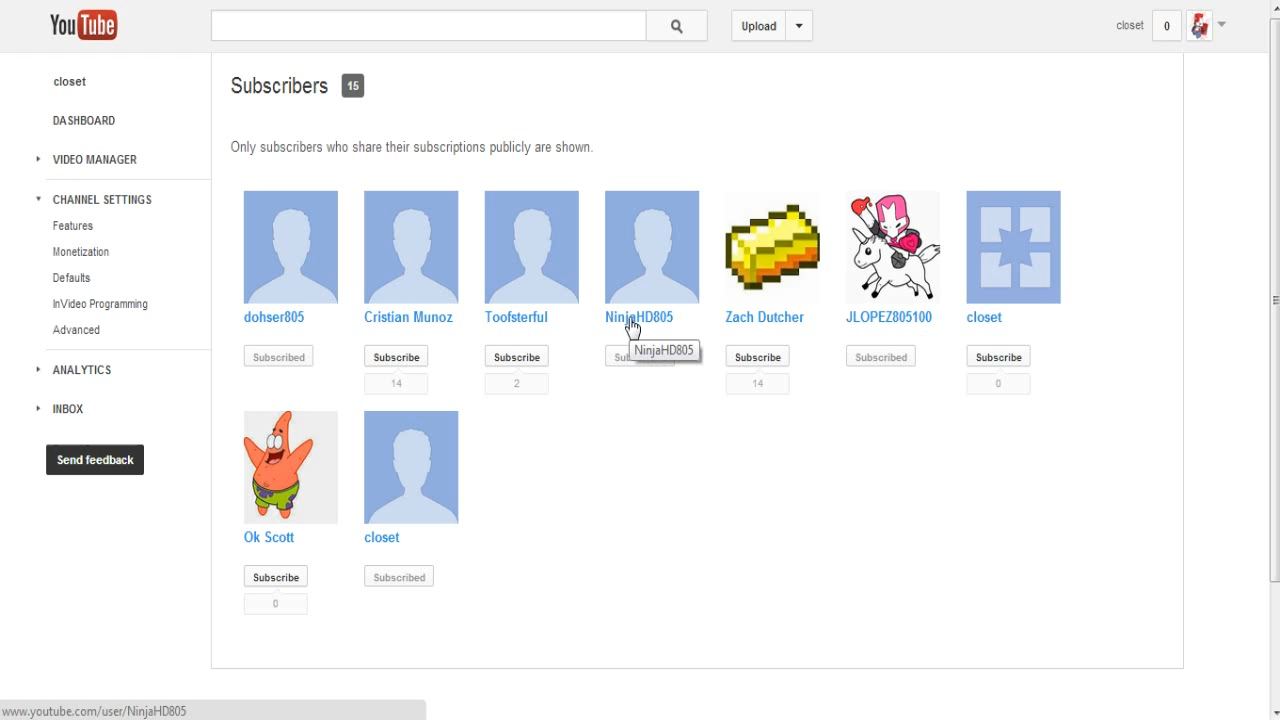 YouTube
Upload
closet
0
closet
DASHBOARD
VIDEO MANAGER
CHANNEL SETTINGS
Features
Monetization
Defaults
InVideo Programming
Advanced
ANALYTICS
INBOX
Send feedback
Subscribers 15
Only subscribers who share their subscriptions publicly are shown.
dohser805 Cristian Munoz Toofsterful NinjaHD805 Zach Dutcher JLOPEZ805100 closet
Subscribed Subscribe Subscribe Su NinjaHD805 Subscribe Subscribed Subscribe
14 2 14 0
Ok Scott closet
Subscribe Subscribed
0
www.youtube.com/user/NinjaHD805